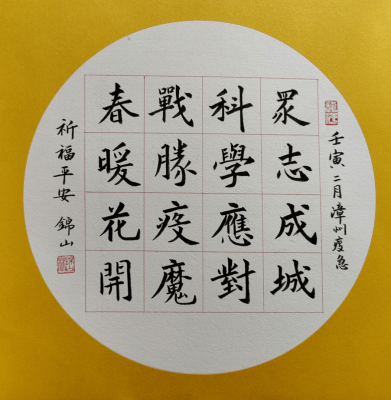 壬寅二月漳州疫急
眾志成城
科學應對
戰勝疫魔
春暖花開
祈福平安 錦山